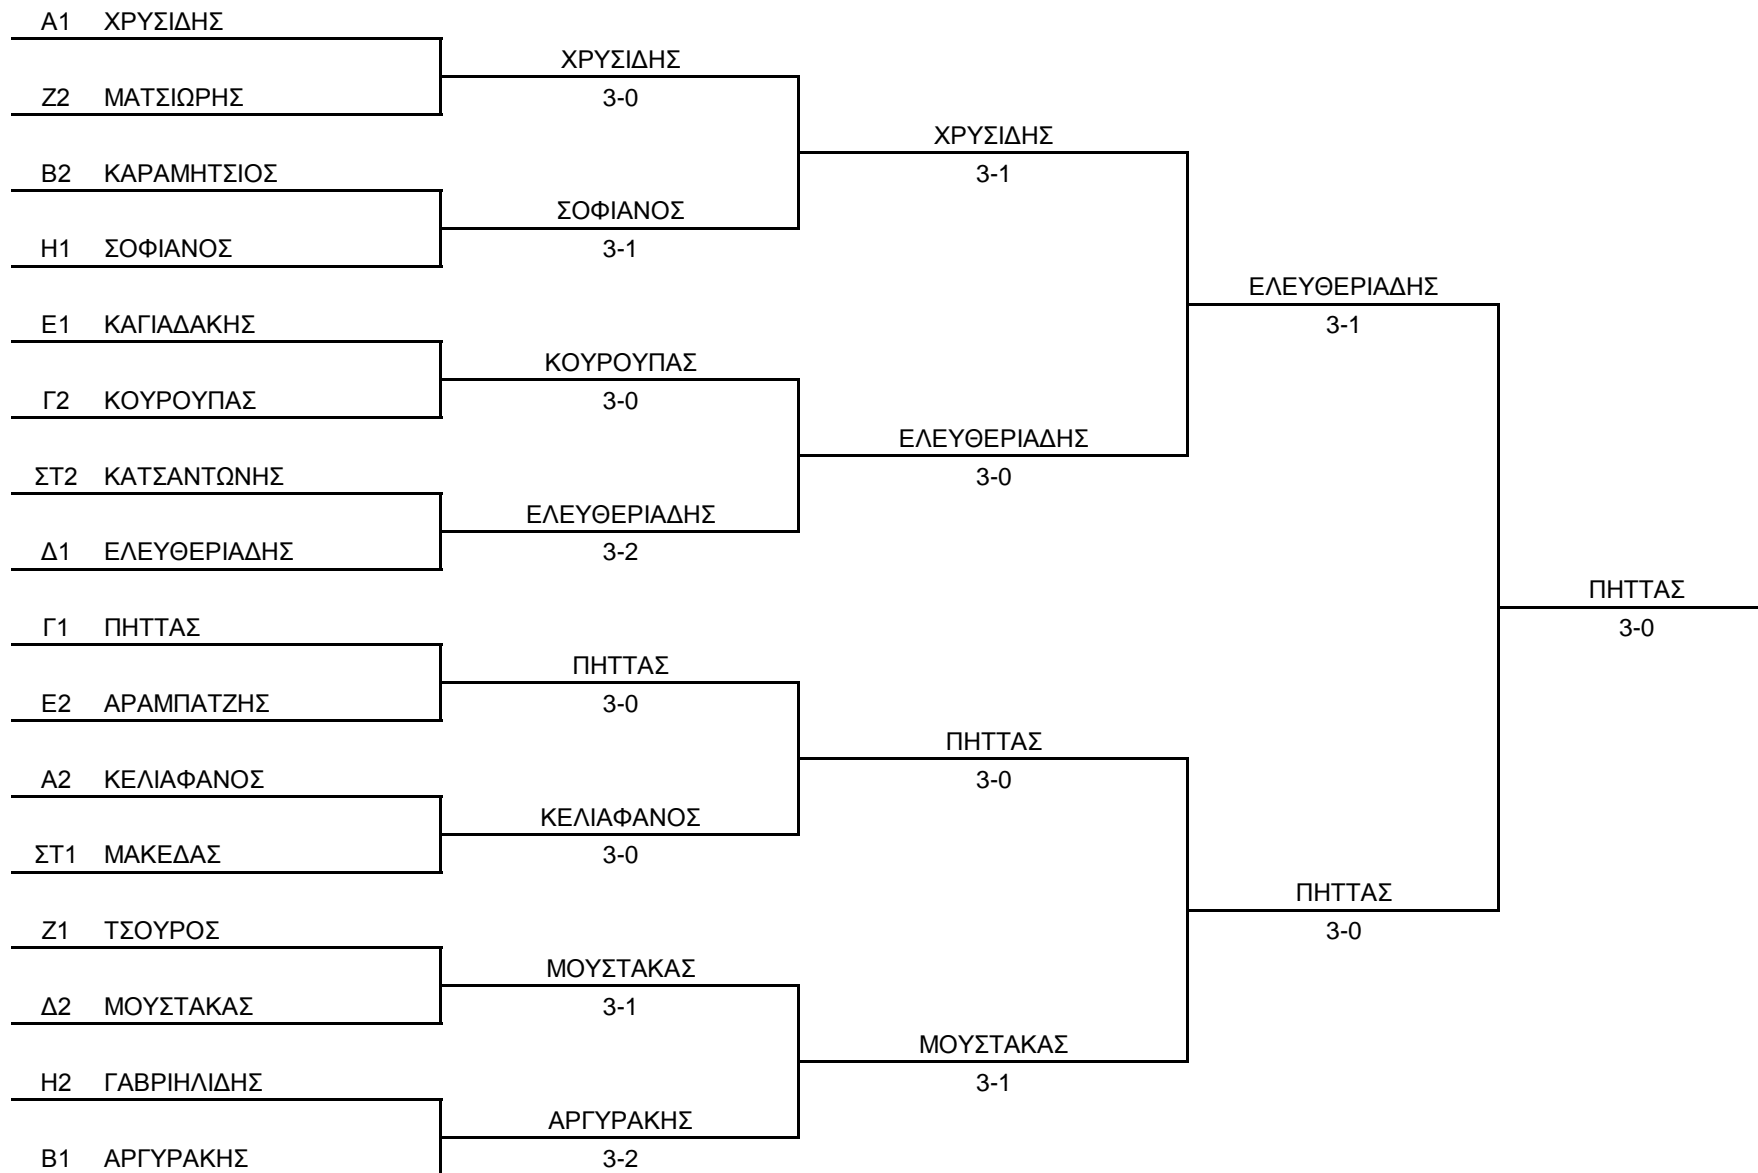 Α1 ΧΡΥΣΙΔΗΣ
ΧΡΥΣΙΔΗΣ
Ζ2 ΜΑΤΣΙΩΡΗΣ
3-0
ΧΡΥΣΙΔΗΣ
Β2 ΚΑΡΑΜΗΤΣΙΟΣ
3-1
ΣΟΦΙΑΝΟΣ
Η1 ΣΟΦΙΑΝΟΣ
3-1
ΕΛΕΥΘΕΡΙΑΔΗΣ
Ε1 ΚΑΓΙΑΔΑΚΗΣ
3-1
ΚΟΥΡΟΥΠΑΣ
Γ2 ΚΟΥΡΟΥΠΑΣ
3-0
ΕΛΕΥΘΕΡΙΑΔΗΣ
ΣΤ2 ΚΑΤΣΑΝΤΩΝΗΣ
3-0
ΕΛΕΥΘΕΡΙΑΔΗΣ
Δ1 ΕΛΕΥΘΕΡΙΑΔΗΣ
3-2
ΠΗΤΤΑΣ
Γ1 ΠΗΤΤΑΣ
3-0
ΠΗΤΤΑΣ
Ε2 ΑΡΑΜΠΑΤΖΗΣ
3-0
ΠΗΤΤΑΣ
Α2 ΚΕΛΙΑΦΑΝΟΣ
3-0
ΚΕΛΙΑΦΑΝΟΣ
ΣΤ1 ΜΑΚΕΔΑΣ
3-0
ΠΗΤΤΑΣ
Ζ1 ΤΣΟΥΡΟΣ
3-0
ΜΟΥΣΤΑΚΑΣ
Δ2 ΜΟΥΣΤΑΚΑΣ
3-1
ΜΟΥΣΤΑΚΑΣ
Η2 ΓΑΒΡΙΗΛΙΔΗΣ
3-1
ΑΡΓΥΡΑΚΗΣ
Β1 ΑΡΓΥΡΑΚΗΣ
3-2